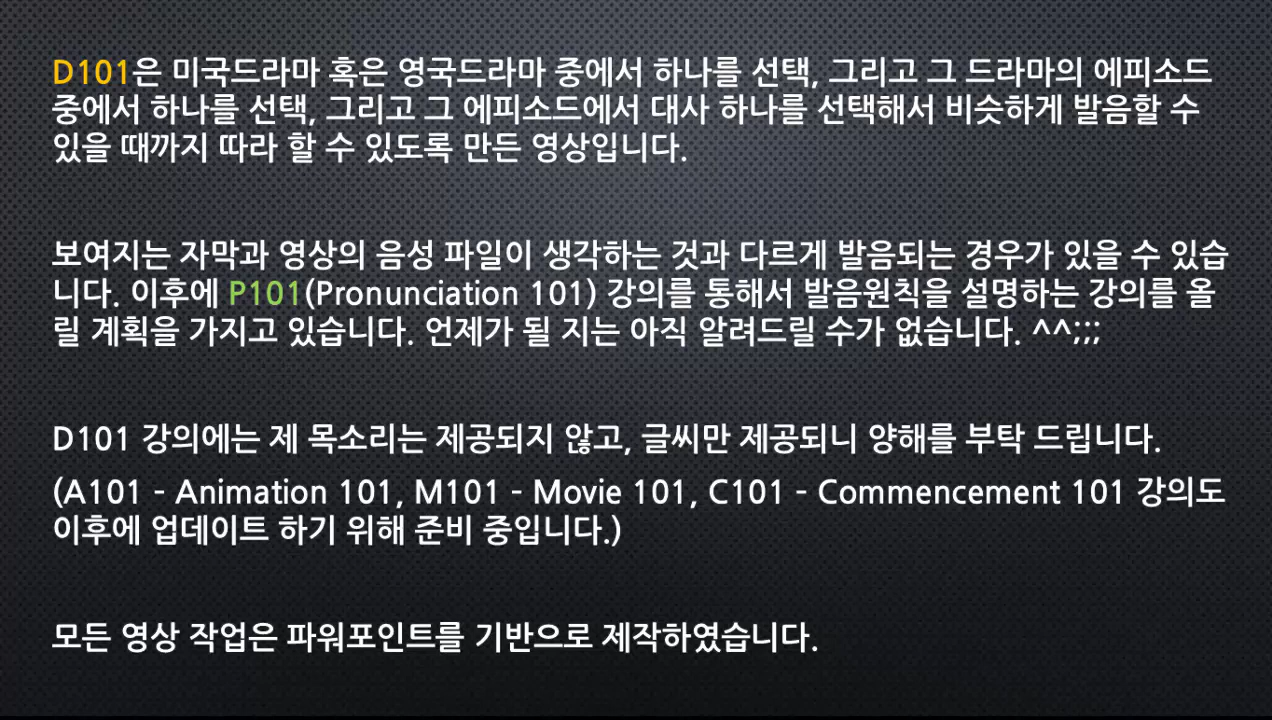 D101은 미국드라마 혹은 영국드라마 중에서 하나를 선택, 그리고 그 드라마의 에피소드
중에서 하나를 선택, 그리고 그 에피소드에서 대사 하나를 선택해서 비슷하게 발음할 수
있을 때까지 따라 할 수 있도록 만든 영상입니다.
보여지는 자막과 영상의 음성 파일이 생각하는 것과 다르게 발음되는 경우가 있을 수 있습
니다. 이후에 P101(Pronunciation 101) 강의를 통해서 발음원칙을 설명하는 강의를 올
릴 계획을 가지고 있습니다. 언제가 될 지는 아직 알려드릴 수가 없습니다. ^^;;;
D101 강의에는 제 목소리는 제공되지 않고, 글씨만 제공되니 양해를 부탁 드립니다.
(A101 - Animation 101, M101 - Movie 101, C101 - Commencement 101 강의도
이후에 업데이트 하기 위해 준비 중입니다.)
모든 영상 작업은 파워포인트를 기반으로 제작하였습니다.